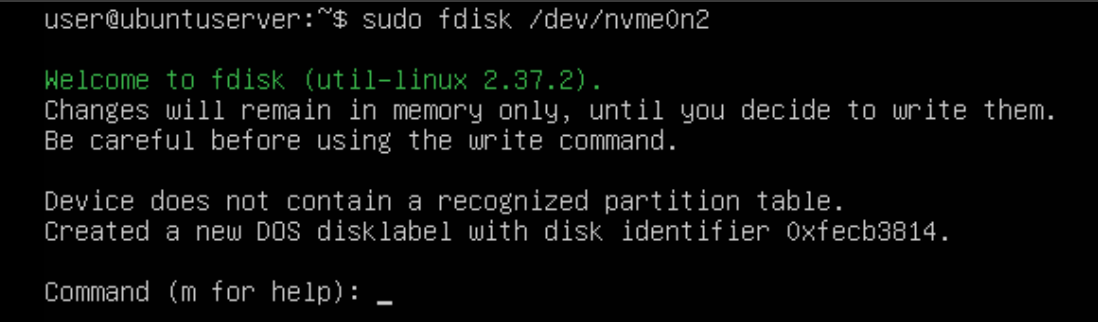 user@ubuntuserver:~$ sudo fdisk /dev/nvme0n2
Welcome to fdisk (util-linux 2.37.2).
Changes will remain in memory only, until you decide to write them.
Be careful before using the write command.
Device does not contain a recognized partition table.
Created a new DOS disklabel with disk identifier 0xfecb3814.
Command (m for help): _